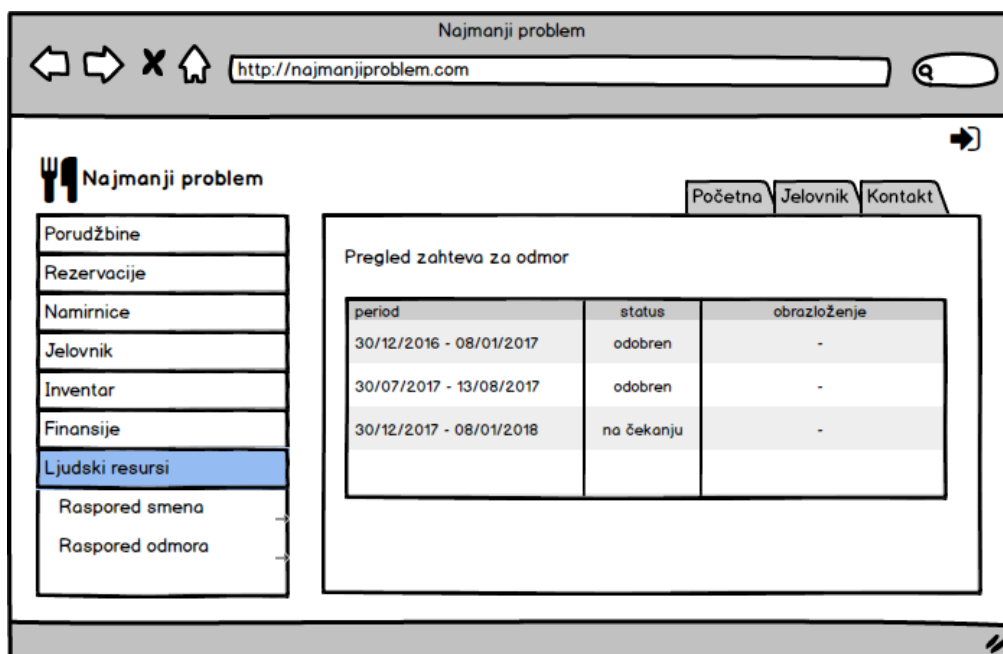 Najmanji problem
http://najmanjiproblem.com
Najmanji problem
Početna Jelovnik Kontakt
Porudžbine
Rezervacije
Namirnice
Jelovnik
Inventar
Finansije
Ljudski resursi
Raspored smena
Raspored odmora
Pregled zahteva za odmor
period status obrazloženje
30/12/2016 - 08/01/2017 odobren -
30/07/2017 - 13/08/2017 odobren -
30/12/2017 - 08/01/2018 na čekanju -